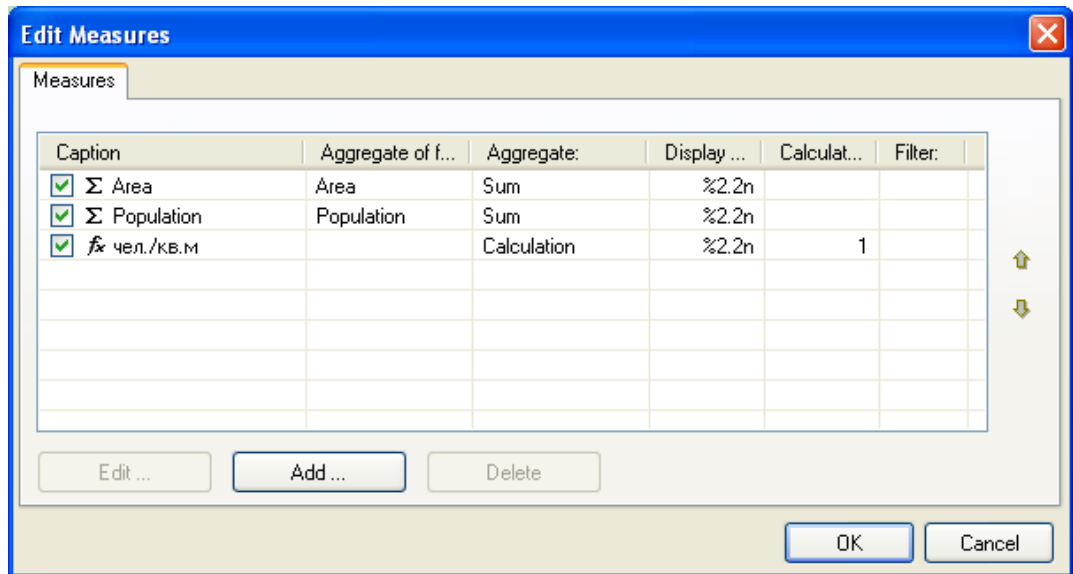 Edit Measures
Measures
Caption Aggregate of f... Aggregate: Display ... Calculat... Filter:
Σ Area Area Sum %2.2n
Σ Population Population Sum %2.2n
fx чел./кв.м Calculation %2.2n 1
Edit ... Add ... Delete
OK Cancel